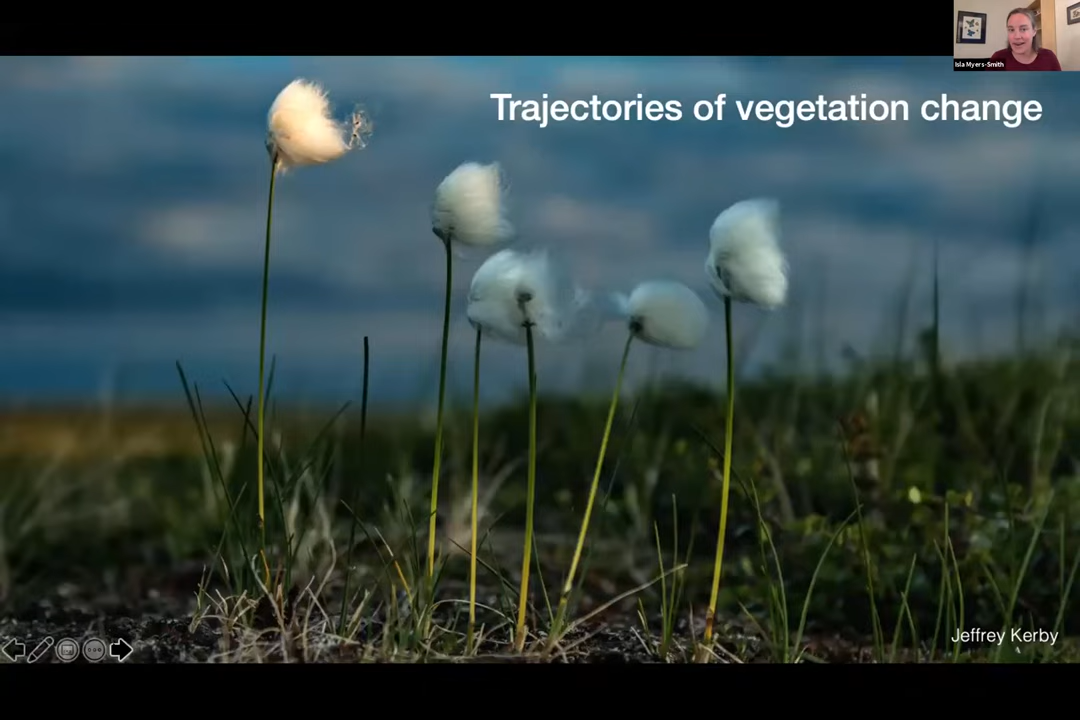 Isla Myers-Smith
Trajectories of vegetation change
Jeffrey Kerby